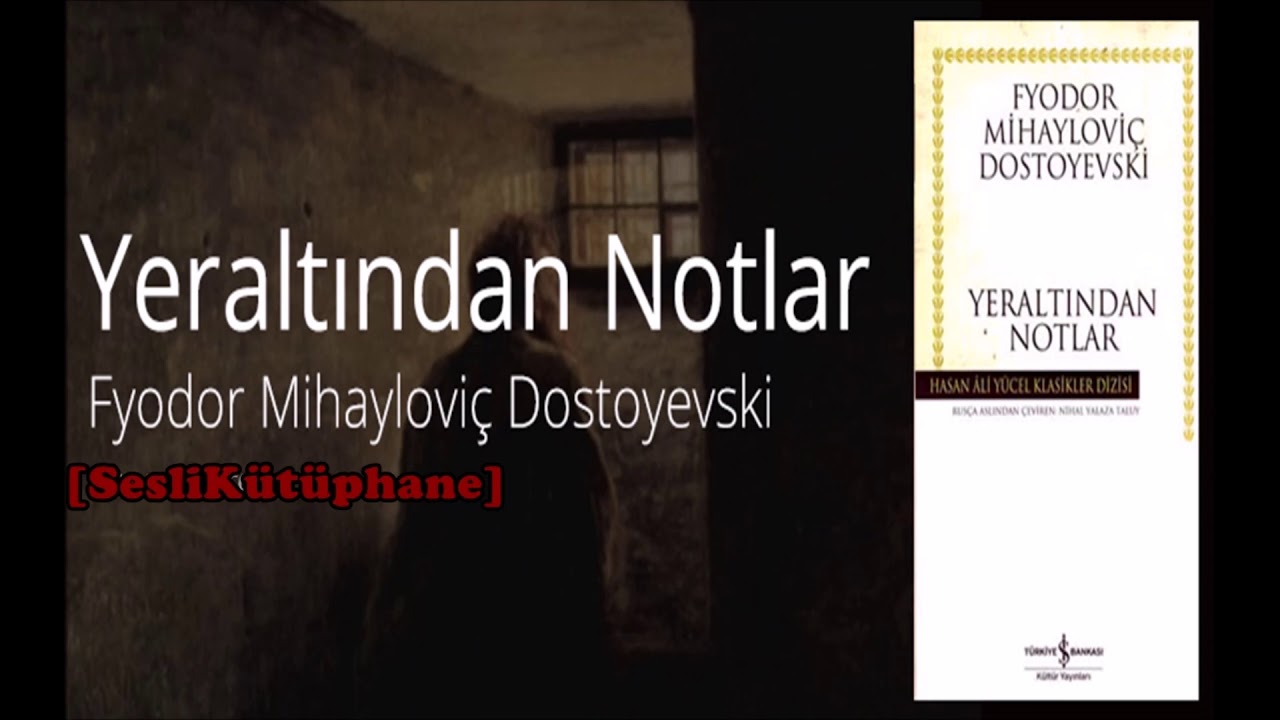 Yeraltından Notlar
Fyodor Mihayloviç Dostoyevski
[SesliKütüphane]
FYODOR
MİHAYLOVİÇ
DOSTOYEVSKİ
YERALTINDAN
NOTLAR
HASAN ÂLİ YÜCEL KLASİKLER DİZİSİ
RUSÇA ASLINDAN ÇEVİREN: NİHAL YALAZA TALUY
TÜRKİYE İŞ BANKASI
Kültür Yayınları